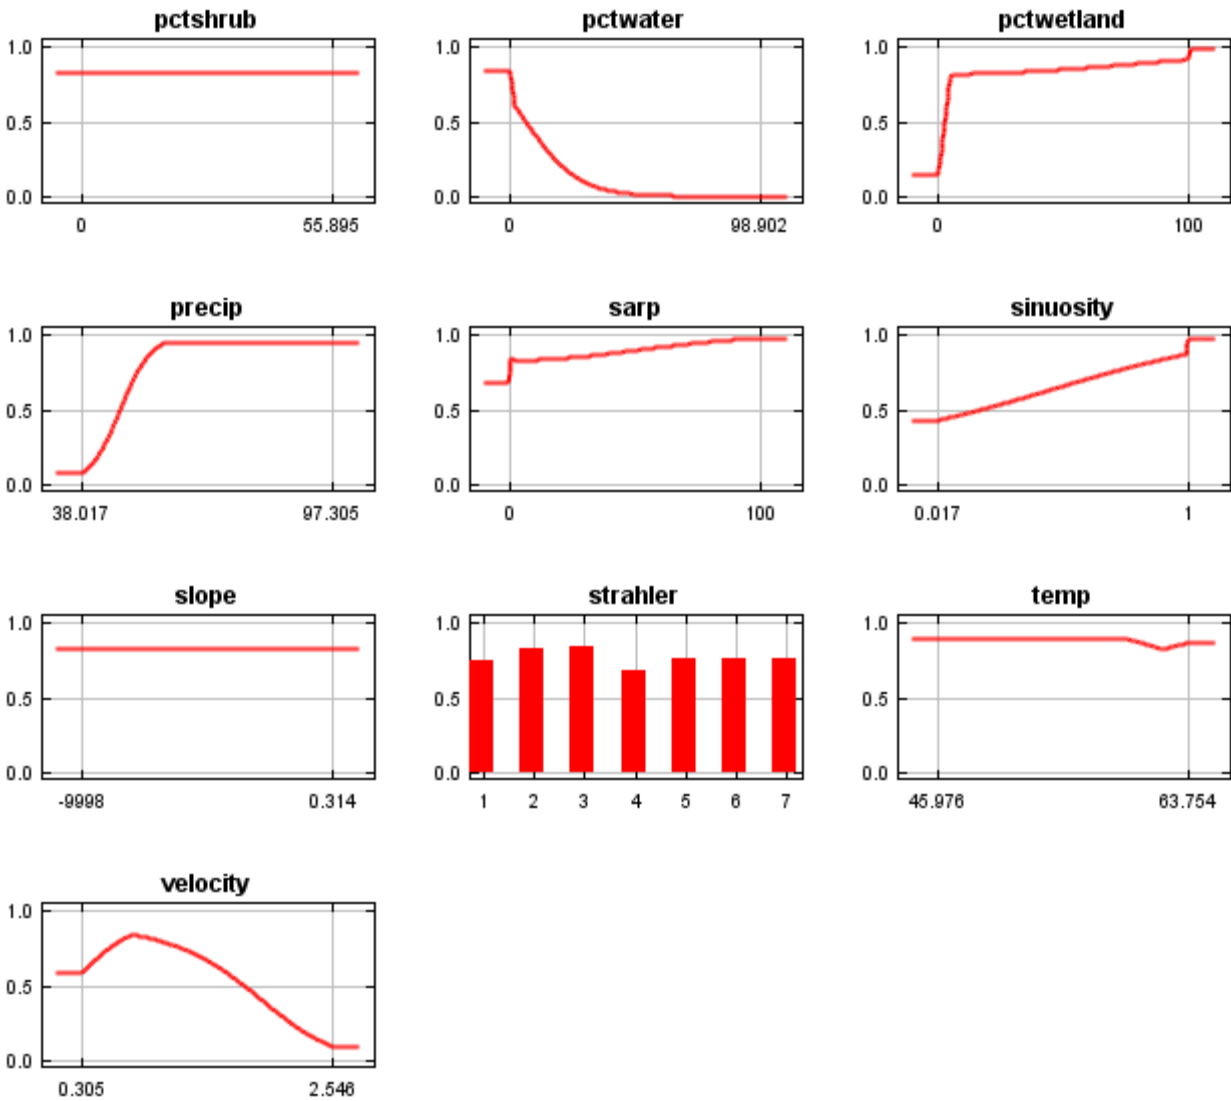 pctshrub pctwater pctwetland
1.0 1.0 1.0
0.5 0.5 0.5
0.0 0.0 0.0
0 55.895 0 98.902 0 100
precip sarp sinuosity
1.0 1.0 1.0
0.5 0.5 0.5
0.0 0.0 0.0
38.017 97.305 0 100 0.017 1
slope strahler temp
1.0 1.0 1.0
0.5 0.5 0.5
0.0 0.0 0.0
-9998 0.314 1 2 3 4 5 6 7 45.976 63.754
velocity
1.0
0.5
0.0
0.305 2.546